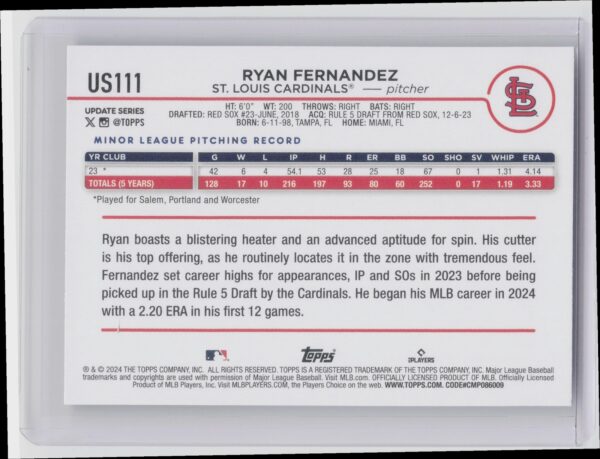 US111
RYAN FERNANDEZ
ST. LOUIS CARDINALS® — pitcher
UPDATE SERIES
@TOPPS
HT: 6'0" WT: 200 THROWS: RIGHT BATS: RIGHT
DRAFTED: RED SOX #23-JUNE, 2018 ACQ: RULE 5 DRAFT FROM RED SOX, 12-6-23
BORN: 6-11-98, TAMPA, FL HOME: MIAMI, FL
MINOR LEAGUE PITCHING RECORD
YR CLUB G W L IP H R ER BB SO SHO SV WHIP ERA
23 * 42 6 4 54.1 53 28 25 18 67 0 1 1.31 4.14
TOTALS (5 YEARS) 128 17 10 216 197 93 80 60 252 0 17 1.19 3.33
*Played for Salem, Portland and Worcester
Ryan boasts a blistering heater and an advanced aptitude for spin. His cutter
is his top offering, as he routinely locates it in the zone with tremendous feel.
Fernandez set career highs for appearances, IP and SOs in 2023 before being
picked up in the Rule 5 Draft by the Cardinals. He began his MLB career in 2024
with a 2.20 ERA in his first 12 games.
Topps
PLAYERS
® & © 2024 THE TOPPS COMPANY, INC. ALL RIGHTS RESERVED. TOPPS IS A REGISTERED TRADEMARK OF THE TOPPS COMPANY, INC. Major League Baseball
trademarks and copyrights are used with permission of Major League Baseball. Visit MLB.com. OFFICIALLY LICENSED PRODUCT OF MLB. Officially Licensed
Product of MLB Players, Inc. Visit MLBPLAYERS.COM, the Players Choice on the web. WWW.TOPPS.COM. CODE#CMP086009